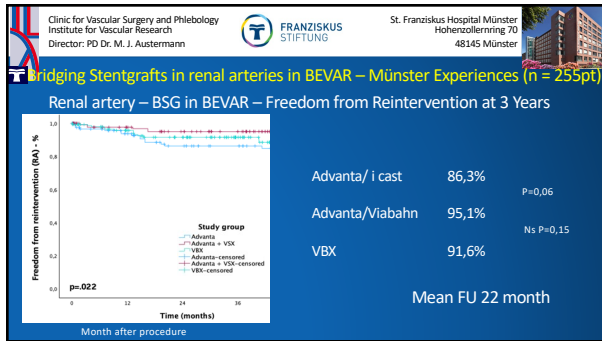 Clinic for Vascular Surgery and Phlebology
Institute for Vascular Research
Director: PD Dr. M. J. Austermann
FRANZISKUS
STIFTUNG
St. Franziskus Hospital Münster
Hohenzollernring 70
48145 Münster
Bridging Stentgrafts in renal arteries in BEVAR – Münster Experiences (n = 255pt)
Renal artery – BSG in BEVAR – Freedom from Reintervention at 3 Years
Freedom from reintervention (RA) - %
1,0
0,8
0,6
0,4
0,2
0,0
Study group
Advanta
Advanta + VSX
VBX
Advanta-censored
Advanta + VSX-censored
VBX-censored
p=.022
0 12 24 36
Time (months)
Month after procedure
Advanta/ i cast 86,3%
P=0,06
Advanta/Viabahn 95,1%
Ns P=0,15
VBX 91,6%
Mean FU 22 month